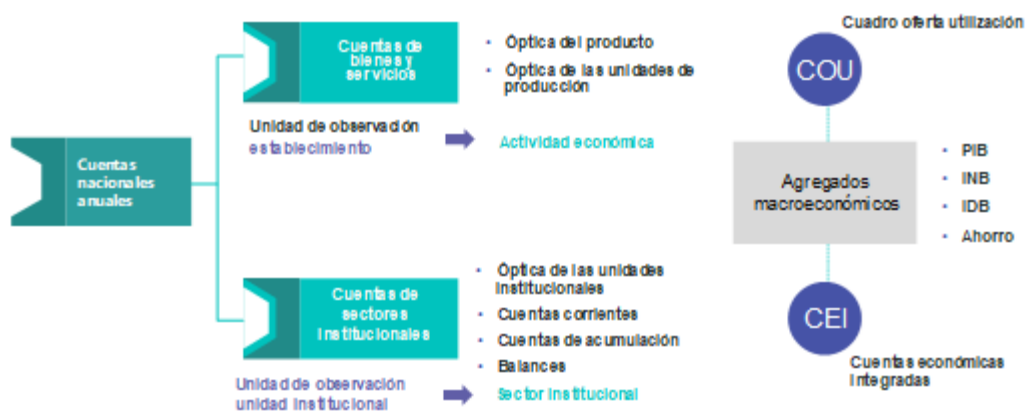 Cuentas
nacionales
anuales
Cuentas de
bienes y
servicios
• Óptica del producto
• Óptica de las unidades de
producción
Unidad de observación
establecimiento
Actividad económica
Cuentas de
sectores
Institucionales
• Óptica de las unidades
Institucionales
• Cuentas corrientes
• Cuentas de acumulación
• Balances
Unidad de observación
unidad Institucional
Sector Institucional
Cuadro oferta utilización
COU
Agregados
macroeconómicos
• PIB
• INB
• IDB
• Ahorro
CEI
Cuentas económicas
Integradas